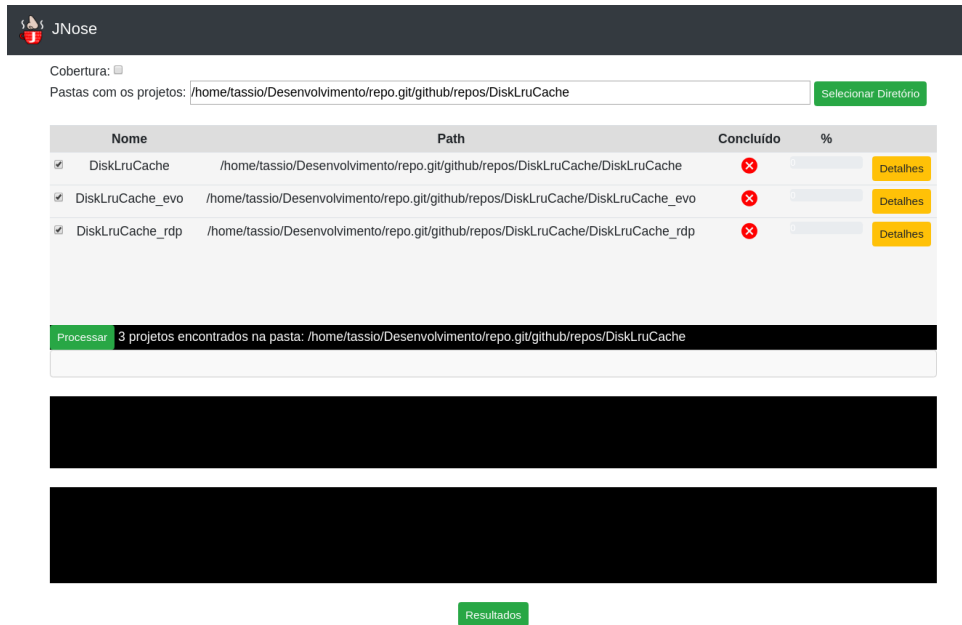 JNose
Cobertura:
Pastas com os projetos: /home/tassio/Desenvolvimento/repo.git/github/repos/DiskLruCache Selecionar Diretório
Nome Path Concluído %
DiskLruCache /home/tassio/Desenvolvimento/repo.git/github/repos/DiskLruCache/DiskLruCache 0 Detalhes
DiskLruCache_evo /home/tassio/Desenvolvimento/repo.git/github/repos/DiskLruCache/DiskLruCache_evo 0 Detalhes
DiskLruCache_rdp /home/tassio/Desenvolvimento/repo.git/github/repos/DiskLruCache/DiskLruCache_rdp 0 Detalhes
Processar 3 projetos encontrados na pasta: /home/tassio/Desenvolvimento/repo.git/github/repos/DiskLruCache
Resultados